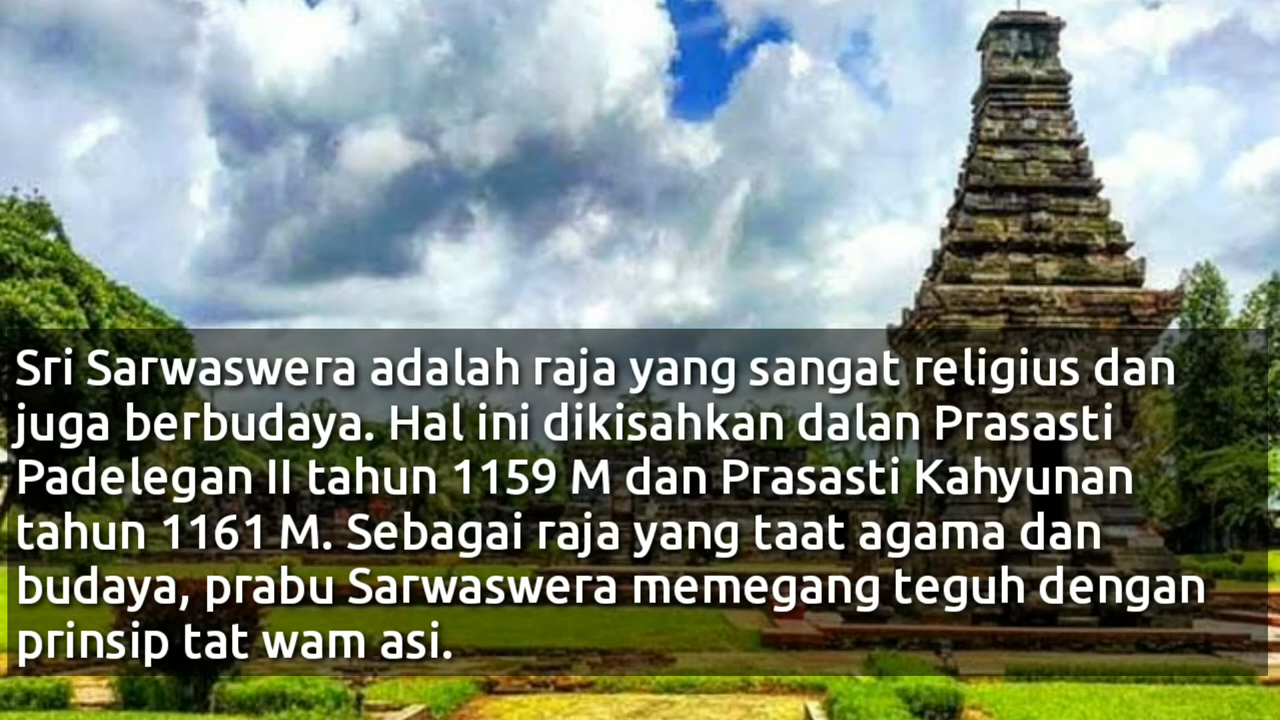 Sri Sarwaswera adalah raja yang sangat religius dan
juga berbudaya. Hal ini dikisahkan dalan Prasasti
Padelegan II tahun 1159 M dan Prasasti Kahyunan
tahun 1161 M. Sebagai raja yang taat agama dan
budaya, prabu Sarwaswera memegang teguh dengan
prinsip tat wam asi.